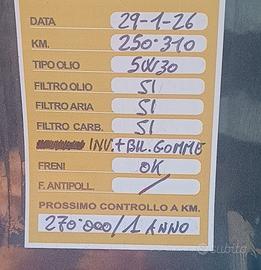 DATA 29-1-26
KM. 250.310
TIPO OLIO 5W30
FILTRO OLIO SI
FILTRO ARIA SI
FILTRO CARB. SI
INV.+BIL. GOMME
FRENI OK
F. ANTIPOLL. /
PROSSIMO CONTROLLO A KM.
270.000/1 ANNO
subito